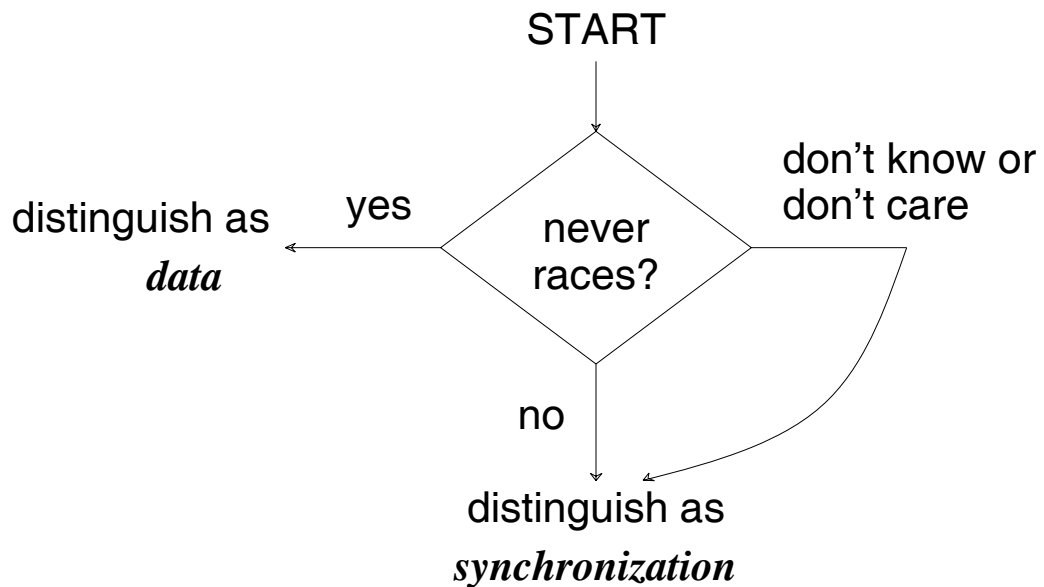 START
don't know or
don't care
yes
distinguish as
data
never
races?
no
distinguish as
synchronization